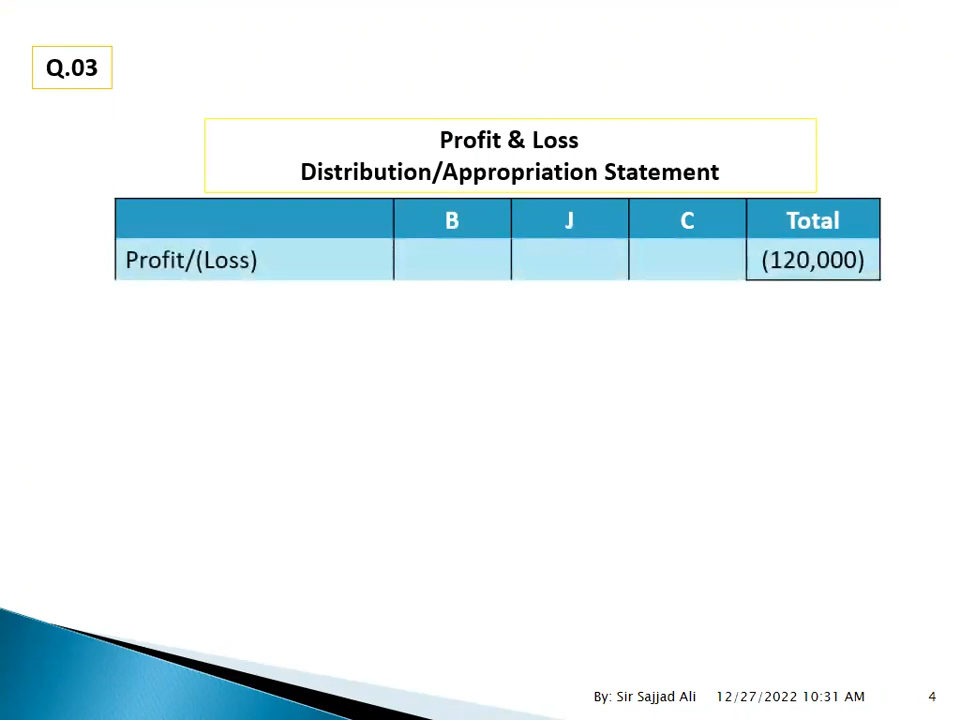 Q.03
Profit & Loss
Distribution/Appropriation Statement
B J C Total
Profit/(Loss) (120,000)
By: Sir Sajjad Ali 12/27/2022 10:31 AM 4